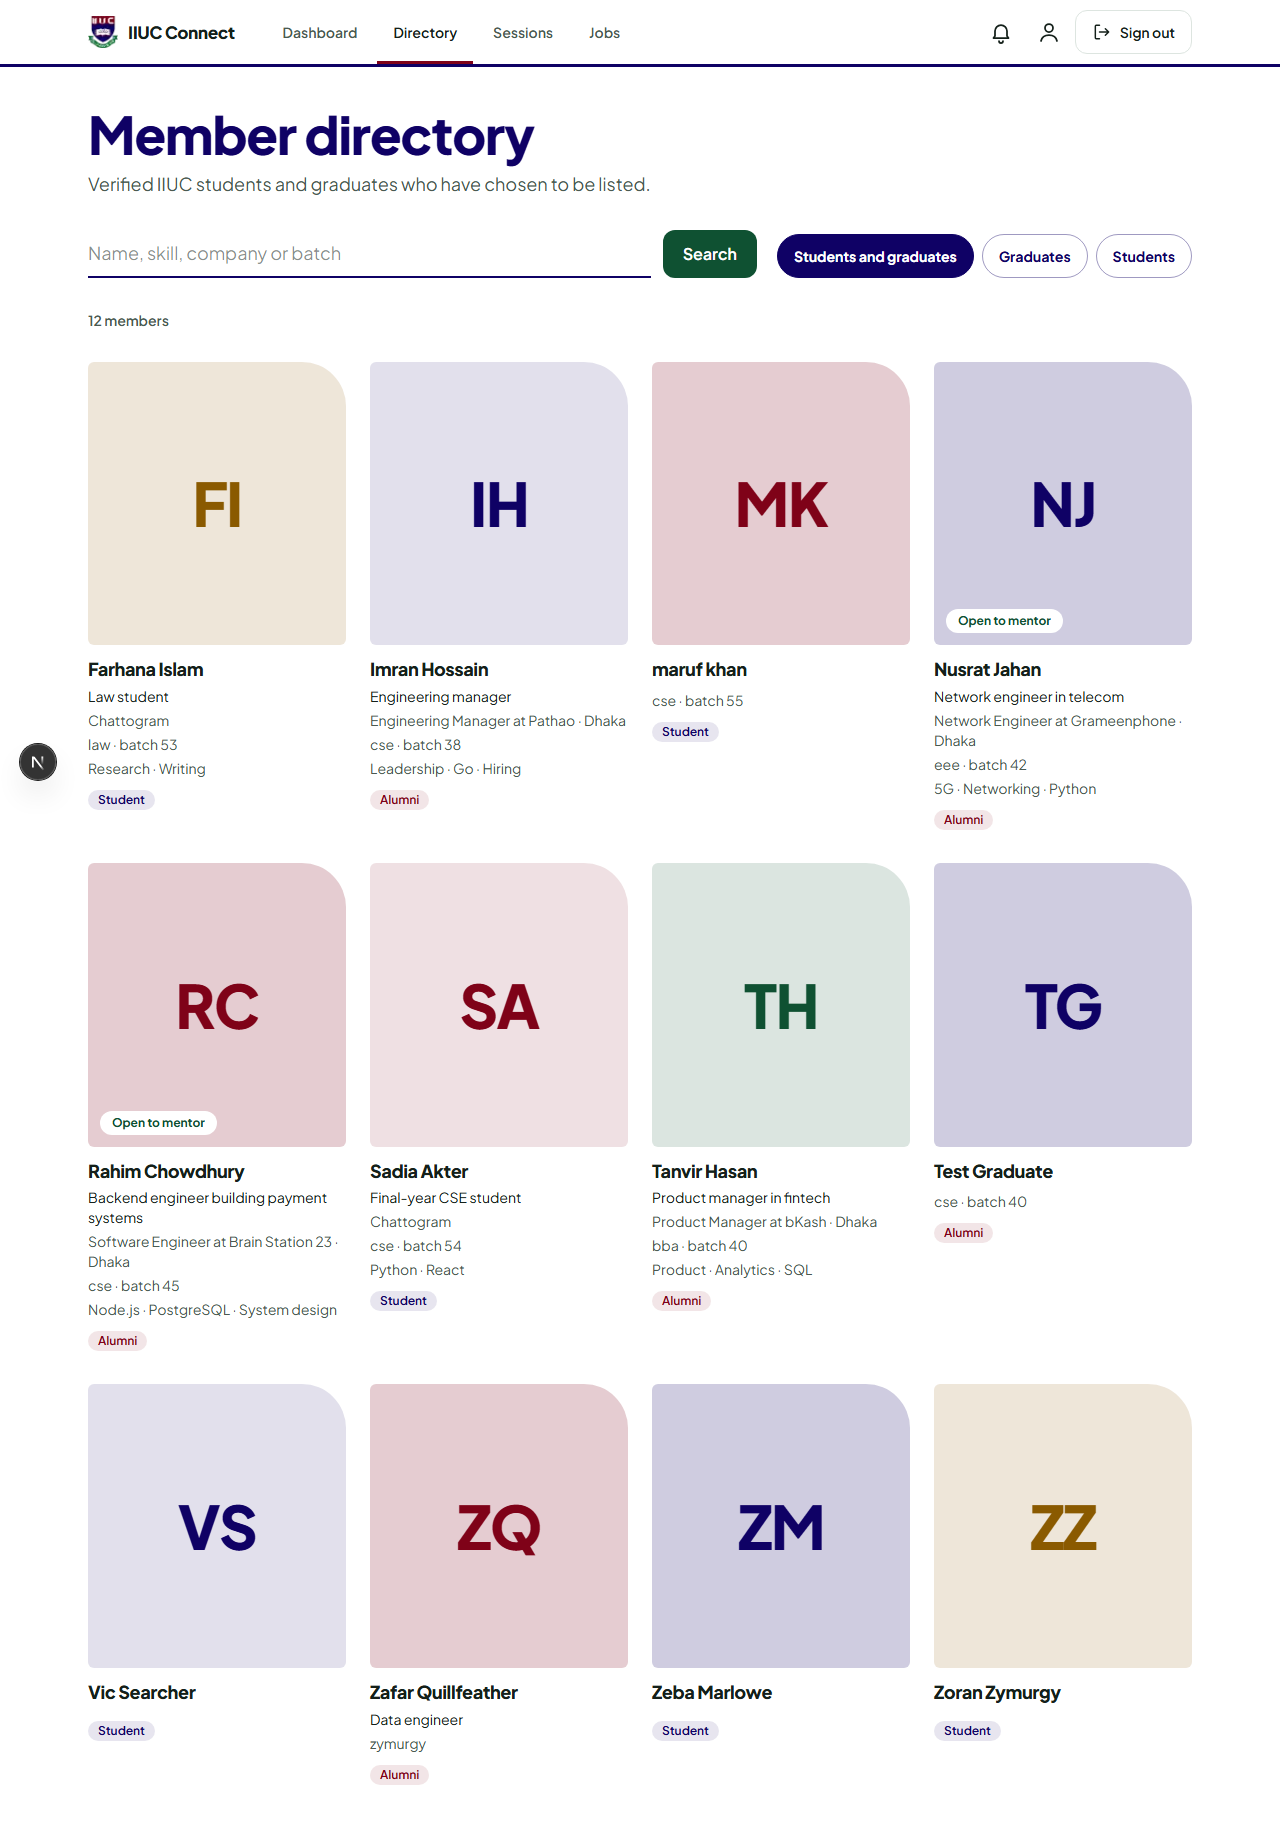 IIUC
IIUC Connect
Dashboard
Directory
Sessions
Jobs
Sign out
Member directory
Verified IIUC students and graduates who have chosen to be listed.
Name, skill, company or batch
Search
Students and graduates
Graduates
Students
12 members
FI
IH
MK
NJ
Open to mentor
Farhana Islam
Law student
Chattogram
law · batch 53
Research · Writing
Student
Imran Hossain
Engineering manager
Engineering Manager at Pathao · Dhaka
cse · batch 38
Leadership · Go · Hiring
Alumni
maruf khan
cse · batch 55
Student
Nusrat Jahan
Network engineer in telecom
Network Engineer at Grameenphone ·
Dhaka
eee · batch 42
5G · Networking · Python
Alumni
N
RC
Open to mentor
SA
TH
TG
Rahim Chowdhury
Backend engineer building payment
systems
Software Engineer at Brain Station 23 ·
Dhaka
cse · batch 45
Node.js · PostgreSQL · System design
Alumni
Sadia Akter
Final-year CSE student
Chattogram
cse · batch 54
Python · React
Student
Tanvir Hasan
Product manager in fintech
Product Manager at bKash · Dhaka
bba · batch 40
Product · Analytics · SQL
Alumni
Test Graduate
cse · batch 40
Alumni
VS
ZQ
ZM
ZZ
Vic Searcher
Student
Zafar Quillfeather
Data engineer
zymurgy
Alumni
Zeba Marlowe
Student
Zoran Zymurgy
Student